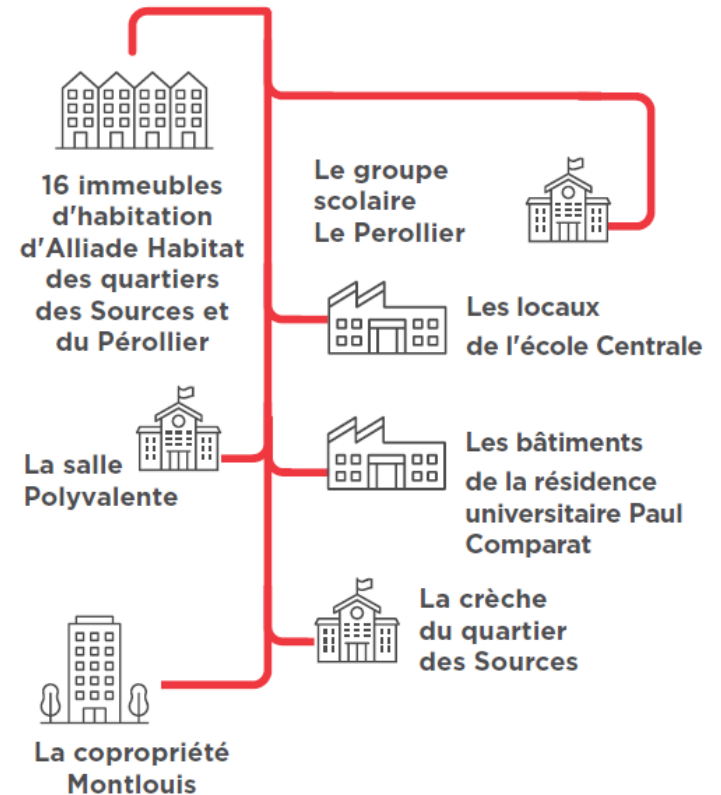 16 immeubles
d'habitation
d'Alliade Habitat
des quartiers
des Sources et
du Pérollier
Le groupe
scolaire
Le Perollier
Les locaux
de l'école Centrale
La salle
Polyvalente
Les bâtiments
de la résidence
universitaire Paul
Comparat
La crèche
du quartier
des Sources
La copropriété
Montlouis